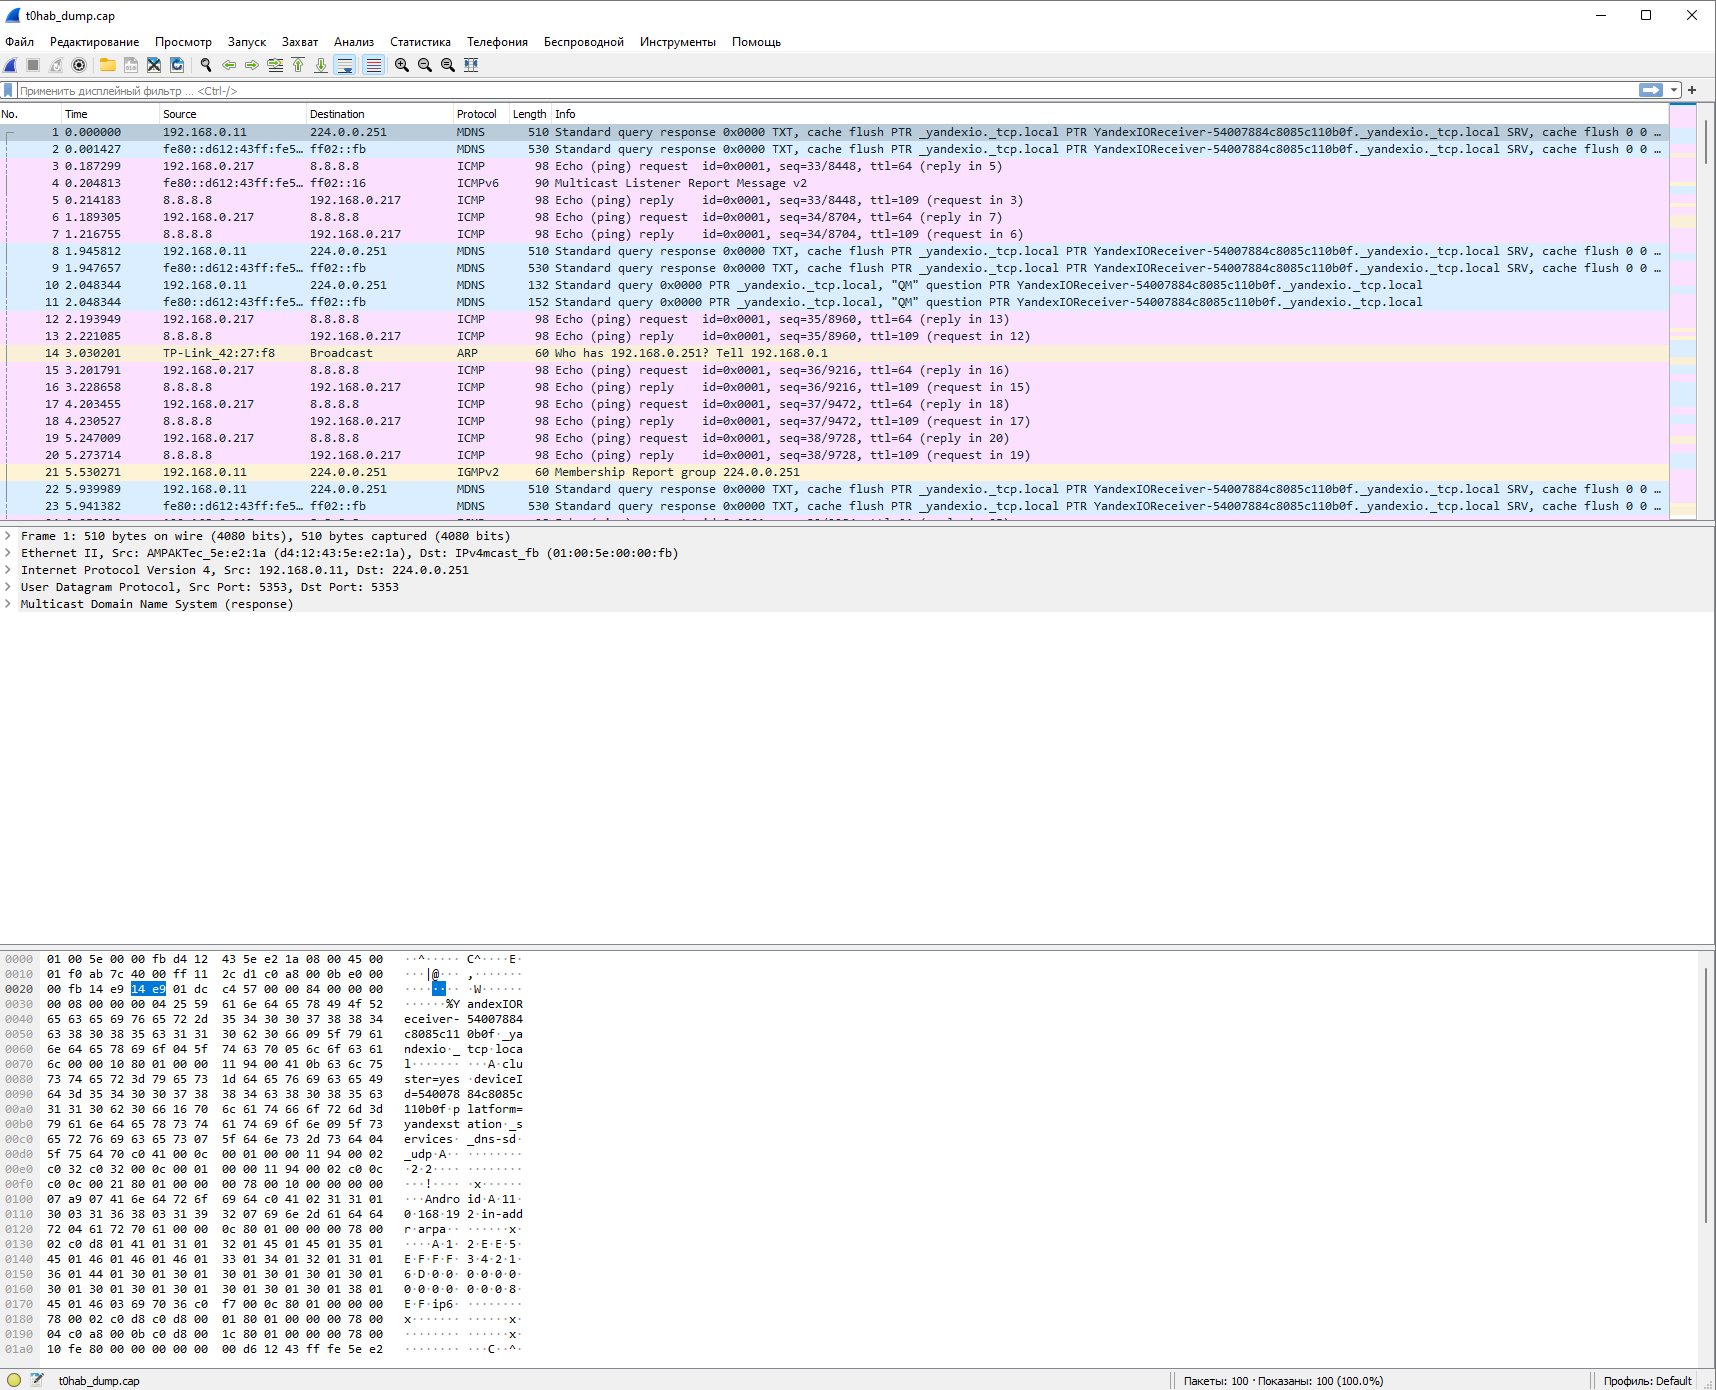 t0hab_dump.cap
Файл Редактирование Просмотр Запуск Захват Анализ Статистика Телефония Беспроводной Инструменты Помощь
Применить дисплейный фильтр ... <Ctrl-/>
No. Time Source Destination Protocol Length Info
1 0.000000 192.168.0.11 224.0.0.251 MDNS 510 Standard query response 0x0000 TXT, cache flush PTR _yandexio._tcp.local PTR YandexIOReceiver-54007884c8085c110b0f._yandexio._tcp.local SRV, cache flush 0 0 …
2 0.001427 fe80::d612:43ff:fe5… ff02::fb MDNS 530 Standard query response 0x0000 TXT, cache flush PTR _yandexio._tcp.local PTR YandexIOReceiver-54007884c8085c110b0f._yandexio._tcp.local SRV, cache flush 0 0 …
3 0.187299 192.168.0.217 8.8.8.8 ICMP 98 Echo (ping) request id=0x0001, seq=33/8448, ttl=64 (reply in 5)
4 0.204813 fe80::d612:43ff:fe5… ff02::16 ICMPv6 90 Multicast Listener Report Message v2
5 0.214183 8.8.8.8 192.168.0.217 ICMP 98 Echo (ping) reply id=0x0001, seq=33/8448, ttl=109 (request in 3)
6 1.189305 192.168.0.217 8.8.8.8 ICMP 98 Echo (ping) request id=0x0001, seq=34/8704, ttl=64 (reply in 7)
7 1.216755 8.8.8.8 192.168.0.217 ICMP 98 Echo (ping) reply id=0x0001, seq=34/8704, ttl=109 (request in 6)
8 1.945812 192.168.0.11 224.0.0.251 MDNS 510 Standard query response 0x0000 TXT, cache flush PTR _yandexio._tcp.local PTR YandexIOReceiver-54007884c8085c110b0f._yandexio._tcp.local SRV, cache flush 0 0 …
9 1.947657 fe80::d612:43ff:fe5… ff02::fb MDNS 530 Standard query response 0x0000 TXT, cache flush PTR _yandexio._tcp.local PTR YandexIOReceiver-54007884c8085c110b0f._yandexio._tcp.local SRV, cache flush 0 0 …
10 2.048344 192.168.0.11 224.0.0.251 MDNS 132 Standard query 0x0000 PTR _yandexio._tcp.local, "QM" question PTR YandexIOReceiver-54007884c8085c110b0f._yandexio._tcp.local
11 2.048344 fe80::d612:43ff:fe5… ff02::fb MDNS 152 Standard query 0x0000 PTR _yandexio._tcp.local, "QM" question PTR YandexIOReceiver-54007884c8085c110b0f._yandexio._tcp.local
12 2.193949 192.168.0.217 8.8.8.8 ICMP 98 Echo (ping) request id=0x0001, seq=35/8960, ttl=64 (reply in 13)
13 2.221085 8.8.8.8 192.168.0.217 ICMP 98 Echo (ping) reply id=0x0001, seq=35/8960, ttl=109 (request in 12)
14 3.030201 TP-Link_42:27:f8 Broadcast ARP 60 Who has 192.168.0.251? Tell 192.168.0.1
15 3.201791 192.168.0.217 8.8.8.8 ICMP 98 Echo (ping) request id=0x0001, seq=36/9216, ttl=64 (reply in 16)
16 3.228658 8.8.8.8 192.168.0.217 ICMP 98 Echo (ping) reply id=0x0001, seq=36/9216, ttl=109 (request in 15)
17 4.203455 192.168.0.217 8.8.8.8 ICMP 98 Echo (ping) request id=0x0001, seq=37/9472, ttl=64 (reply in 18)
18 4.230527 8.8.8.8 192.168.0.217 ICMP 98 Echo (ping) reply id=0x0001, seq=37/9472, ttl=109 (request in 17)
19 5.247009 192.168.0.217 8.8.8.8 ICMP 98 Echo (ping) request id=0x0001, seq=38/9728, ttl=64 (reply in 20)
20 5.273714 8.8.8.8 192.168.0.217 ICMP 98 Echo (ping) reply id=0x0001, seq=38/9728, ttl=109 (request in 19)
21 5.530271 192.168.0.11 224.0.0.251 IGMPv2 60 Membership Report group 224.0.0.251
22 5.939989 192.168.0.11 224.0.0.251 MDNS 510 Standard query response 0x0000 TXT, cache flush PTR _yandexio._tcp.local PTR YandexIOReceiver-54007884c8085c110b0f._yandexio._tcp.local SRV, cache flush 0 0 …
23 5.941382 fe80::d612:43ff:fe5… ff02::fb MDNS 530 Standard query response 0x0000 TXT, cache flush PTR _yandexio._tcp.local PTR YandexIOReceiver-54007884c8085c110b0f._yandexio._tcp.local SRV, cache flush 0 0 …
Frame 1: 510 bytes on wire (4080 bits), 510 bytes captured (4080 bits)
Ethernet II, Src: AMPAKTec_5e:e2:1a (d4:12:43:5e:e2:1a), Dst: IPv4mcast_fb (01:00:5e:00:00:fb)
Internet Protocol Version 4, Src: 192.168.0.11, Dst: 224.0.0.251
User Datagram Protocol, Src Port: 5353, Dst Port: 5353
Multicast Domain Name System (response)
0000 01 00 5e 00 00 fb d4 12 43 5e e2 1a 08 00 45 00 ··^····· C^····E·
0010 01 f0 ab 7c 40 00 ff 11 2c d1 c0 a8 00 0b e0 00 ···|@··· ,·······
0020 00 fb 14 e9 14 e9 01 dc c4 57 00 00 84 00 00 00 ········ ·W······
0030 00 08 00 00 00 04 25 59 61 6e 64 65 78 49 4f 52 ······%Y andexIOR
0040 65 63 65 69 76 65 72 2d 35 34 30 30 37 38 38 34 eceiver- 54007884
0050 63 38 30 38 35 63 31 31 30 62 30 66 09 5f 79 61 c8085c11 0b0f·_ya
0060 6e 64 65 78 69 6f 04 5f 74 63 70 05 6c 6f 63 61 ndexio·_ tcp·loca
0070 6c 00 00 10 80 01 00 00 11 94 00 41 0b 63 6c 75 l······· ···A·clu
0080 73 74 65 72 3d 79 65 73 1d 64 65 76 69 63 65 49 ster=yes ·deviceI
0090 64 3d 35 34 30 30 37 38 38 34 63 38 30 38 35 63 d=540078 84c8085c
00a0 31 31 30 62 30 66 16 70 6c 61 74 66 6f 72 6d 3d 110b0f·p latform=
00b0 79 61 6e 64 65 78 73 74 61 74 69 6f 6e 09 5f 73 yandexst ation·_s
00c0 65 72 76 69 63 65 73 07 5f 64 6e 73 2d 73 64 04 ervices· _dns-sd·
00d0 5f 75 64 70 c0 41 00 0c 00 01 00 00 11 94 00 02 _udp·A·· ········
00e0 c0 32 c0 32 00 0c 00 01 00 00 11 94 00 02 c0 0c ·2·2···· ········
00f0 c0 0c 00 21 80 01 00 00 00 78 00 10 00 00 00 00 ···!···· ·x······
0100 07 a9 07 41 6e 64 72 6f 69 64 c0 41 02 31 31 01 ···Andro id·A·11·
0110 30 03 31 36 38 03 31 39 32 07 69 6e 2d 61 64 64 0·168·19 2·in-add
0120 72 04 61 72 70 61 00 00 0c 80 01 00 00 00 78 00 r·arpa·· ······x·
0130 02 c0 d8 01 41 01 31 01 32 01 45 01 45 01 35 01 ····A·1· 2·E·E·5·
0140 45 01 46 01 46 01 46 01 33 01 34 01 32 01 31 01 E·F·F·F· 3·4·2·1·
0150 36 01 44 01 30 01 30 01 30 01 30 01 30 01 30 01 6·D·0·0· 0·0·0·0·
0160 30 01 30 01 30 01 30 01 30 01 30 01 30 01 38 01 0·0·0·0· 0·0·0·8·
0170 45 01 46 03 69 70 36 c0 f7 00 0c 80 01 00 00 00 E·F·ip6· ········
0180 78 00 02 c0 d8 c0 d8 00 01 80 01 00 00 00 78 00 x······· ······x·
0190 04 c0 a8 00 0b c0 d8 00 1c 80 01 00 00 00 78 00 ········ ······x·
01a0 10 fe 80 00 00 00 00 00 00 d6 12 43 ff fe 5e e2 ········ ···C··^·
t0hab_dump.cap Пакеты: 100 · Показаны: 100 (100.0%) Профиль: Default